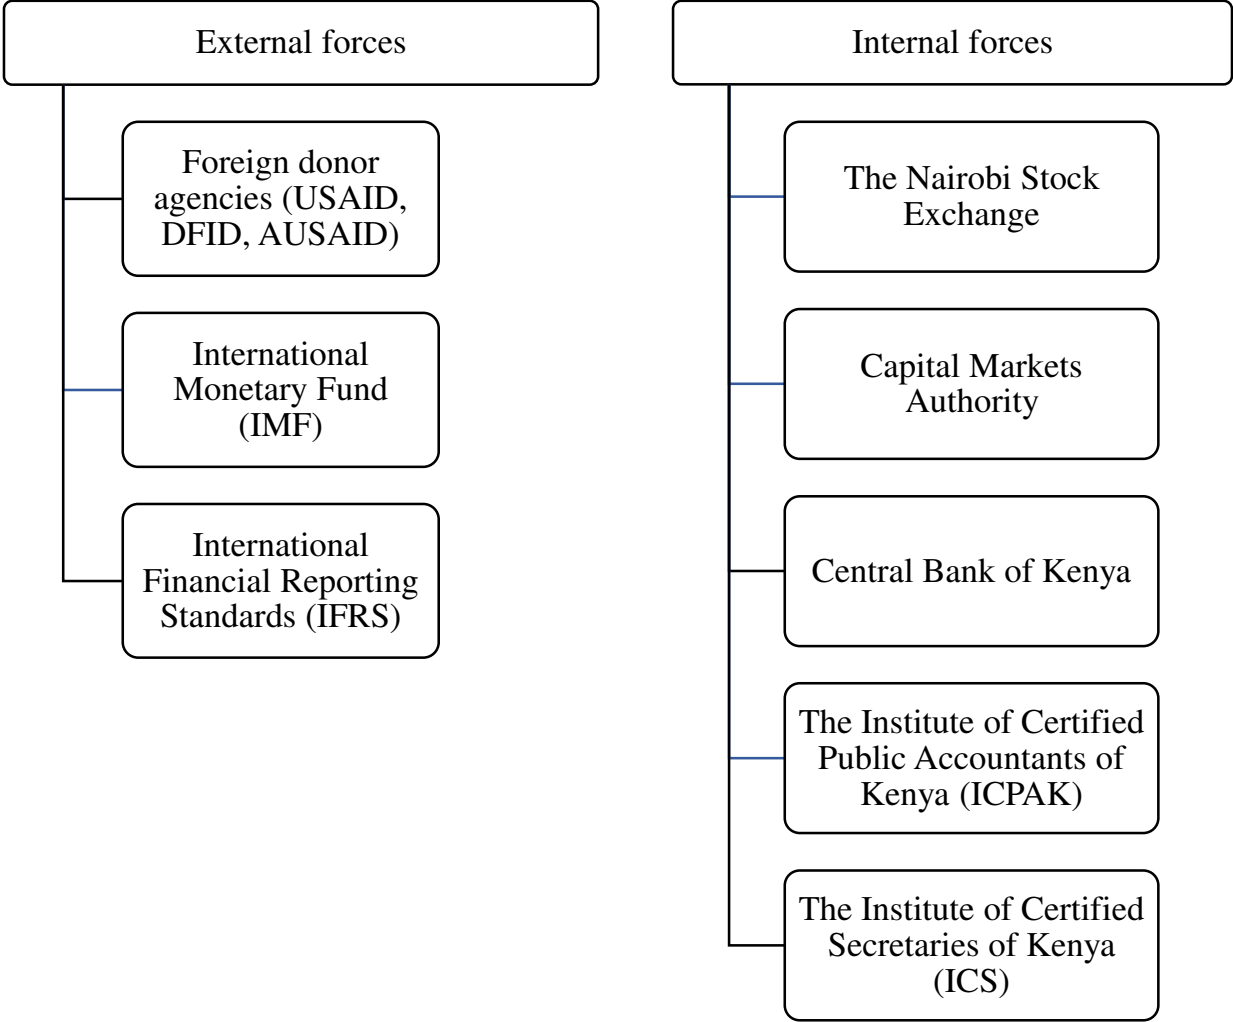 External forces
Foreign donor
agencies (USAID,
DFID, AUSAID)
International
Monetary Fund
(IMF)
International
Financial Reporting
Standards (IFRS)
Internal forces
The Nairobi Stock
Exchange
Capital Markets
Authority
Central Bank of Kenya
The Institute of Certified
Public Accountants of
Kenya (ICPAK)
The Institute of Certified
Secretaries of Kenya
(ICS)